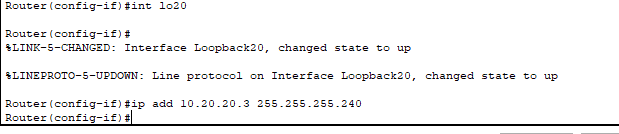 Router(config-if)#int lo20
Router(config-if)#
%LINK-5-CHANGED: Interface Loopback20, changed state to up
%LINEPROTO-5-UPDOWN: Line protocol on Interface Loopback20, changed state to up
Router(config-if)#ip add 10.20.20.3 255.255.255.240
Router(config-if)#